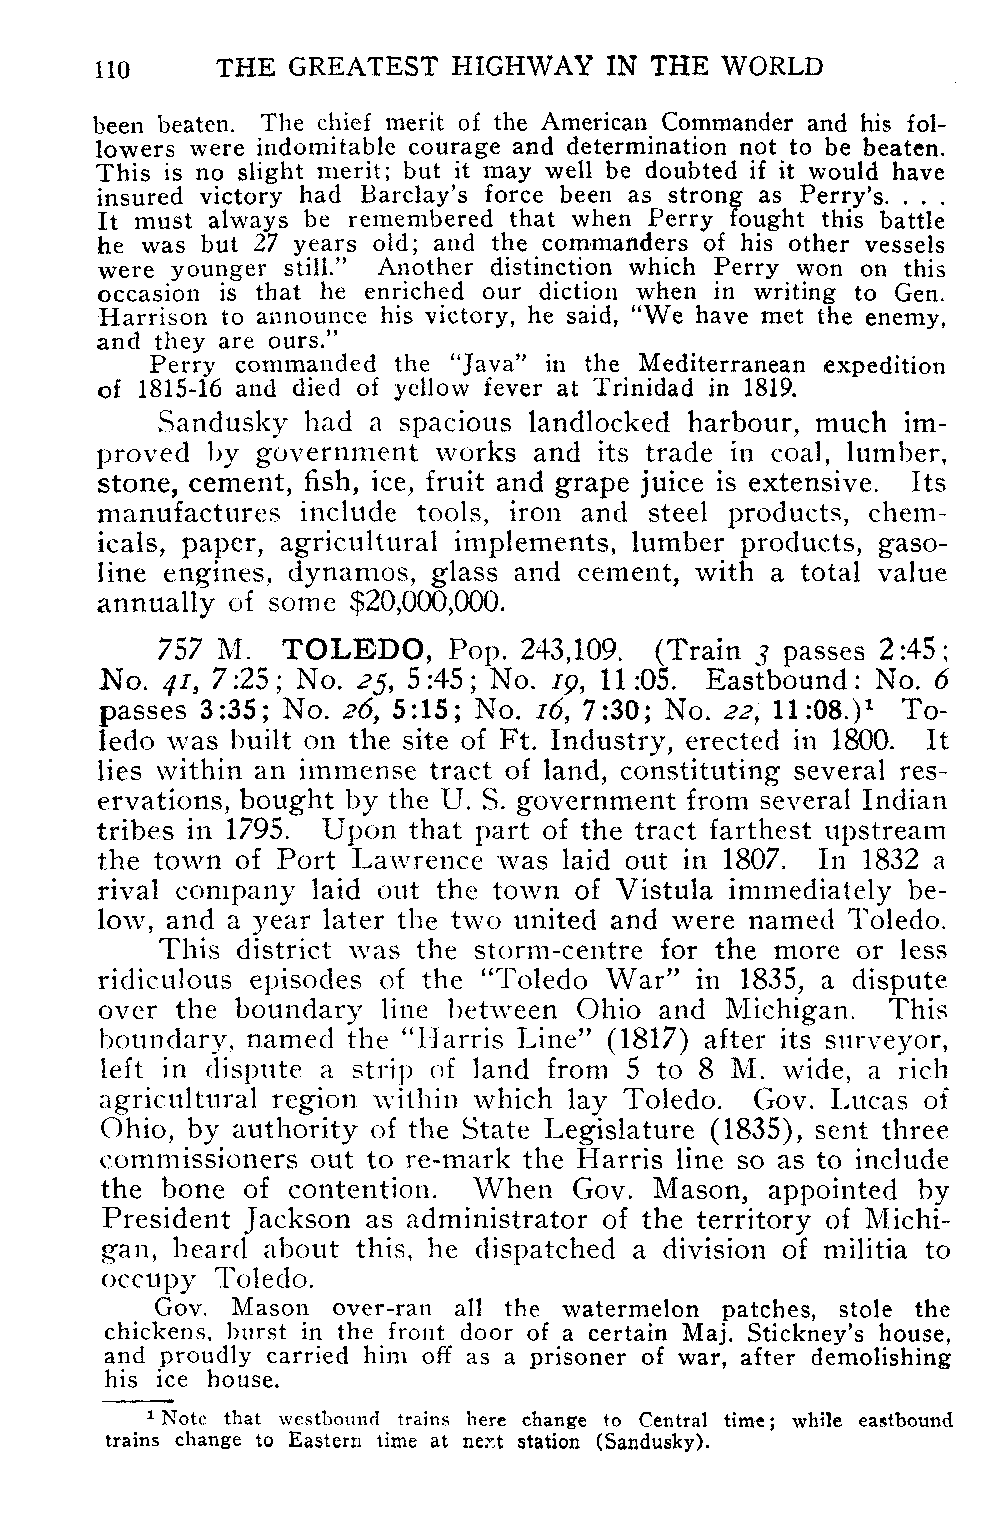 110 THE GREATEST HIGHWAY IN THE WORLD
been beaten. The chief merit of the American Commander and his fol-
lowers were indomitable courage and determination not to be beaten.
This is no slight merit; but it may well be doubted if it would have
insured victory had Barclay's force been as strong as Perry's. . . .
It must always be remembered that when Perry fought this battle
he was but 27 years old; and the commanders of his other vessels
were younger still." Another distinction which Perry won on this
occasion is that he enriched our diction when in writing to Gen.
Harrison to announce his victory, he said, "We have met the enemy,
and they are ours."
Perry commanded the "Java" in the Mediterranean expedition
of 1815-16 and died of yellow fever at Trinidad in 1819.
Sandusky had a spacious landlocked harbour, much im-
proved by government works and its trade in coal, lumber,
stone, cement, fish, ice, fruit and grape juice is extensive. Its
manufactures include tools, iron and steel products, chem-
icals, paper, agricultural implements, lumber products, gaso-
line engines, dynamos, glass and cement, with a total value
annually of some $20,000,000.
757 M. TOLEDO, Pop. 243,109. (Train 3 passes 2:45;
No. 41, 7:25; No. 25, 5:45; No. 19, 11:05. Eastbound: No. 6
passes 3:35; No. 26, 5:15; No. 16, 7:30; No. 22, 11:08.)¹ To-
ledo was built on the site of Ft. Industry, erected in 1800. It
lies within an immense tract of land, constituting several res-
ervations, bought by the U. S. government from several Indian
tribes in 1795. Upon that part of the tract farthest upstream
the town of Port Lawrence was laid out in 1807. In 1832 a
rival company laid out the town of Vistula immediately be-
low, and a year later the two united and were named Toledo.
This district was the storm-centre for the more or less
ridiculous episodes of the "Toledo War" in 1835, a dispute
over the boundary line between Ohio and Michigan. This
boundary, named the "Harris Line" (1817) after its surveyor,
left in dispute a strip of land from 5 to 8 M. wide, a rich
agricultural region within which lay Toledo. Gov. Lucas of
Ohio, by authority of the State Legislature (1835), sent three
commissioners out to re-mark the Harris line so as to include
the bone of contention. When Gov. Mason, appointed by
President Jackson as administrator of the territory of Michi-
gan, heard about this, he dispatched a division of militia to
occupy Toledo.
Gov. Mason over-ran all the watermelon patches, stole the
chickens, burst in the front door of a certain Maj. Stickney's house,
and proudly carried him off as a prisoner of war, after demolishing
his ice house.
¹ Note that westbound trains here change to Central time; while eastbound
trains change to Eastern time at next station (Sandusky).